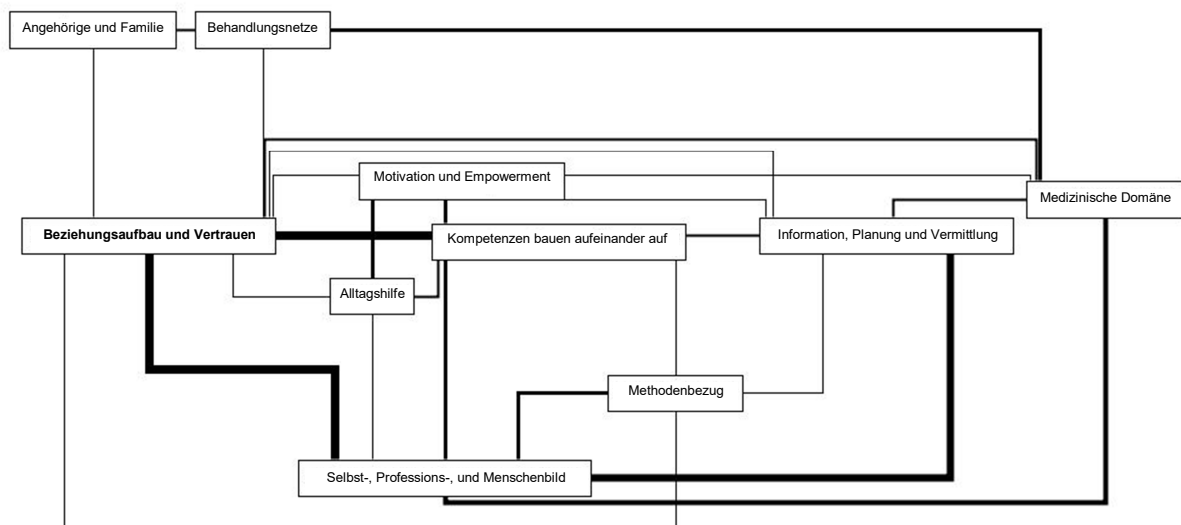 Angehörige und Familie
Behandlungsnetze
Motivation und Empowerment
Medizinische Domäne
Beziehungsaufbau und Vertrauen
Kompetenzen bauen aufeinander auf
Information, Planung und Vermittlung
Alltagshilfe
Methodenbezug
Selbst-, Professions-, und Menschenbild